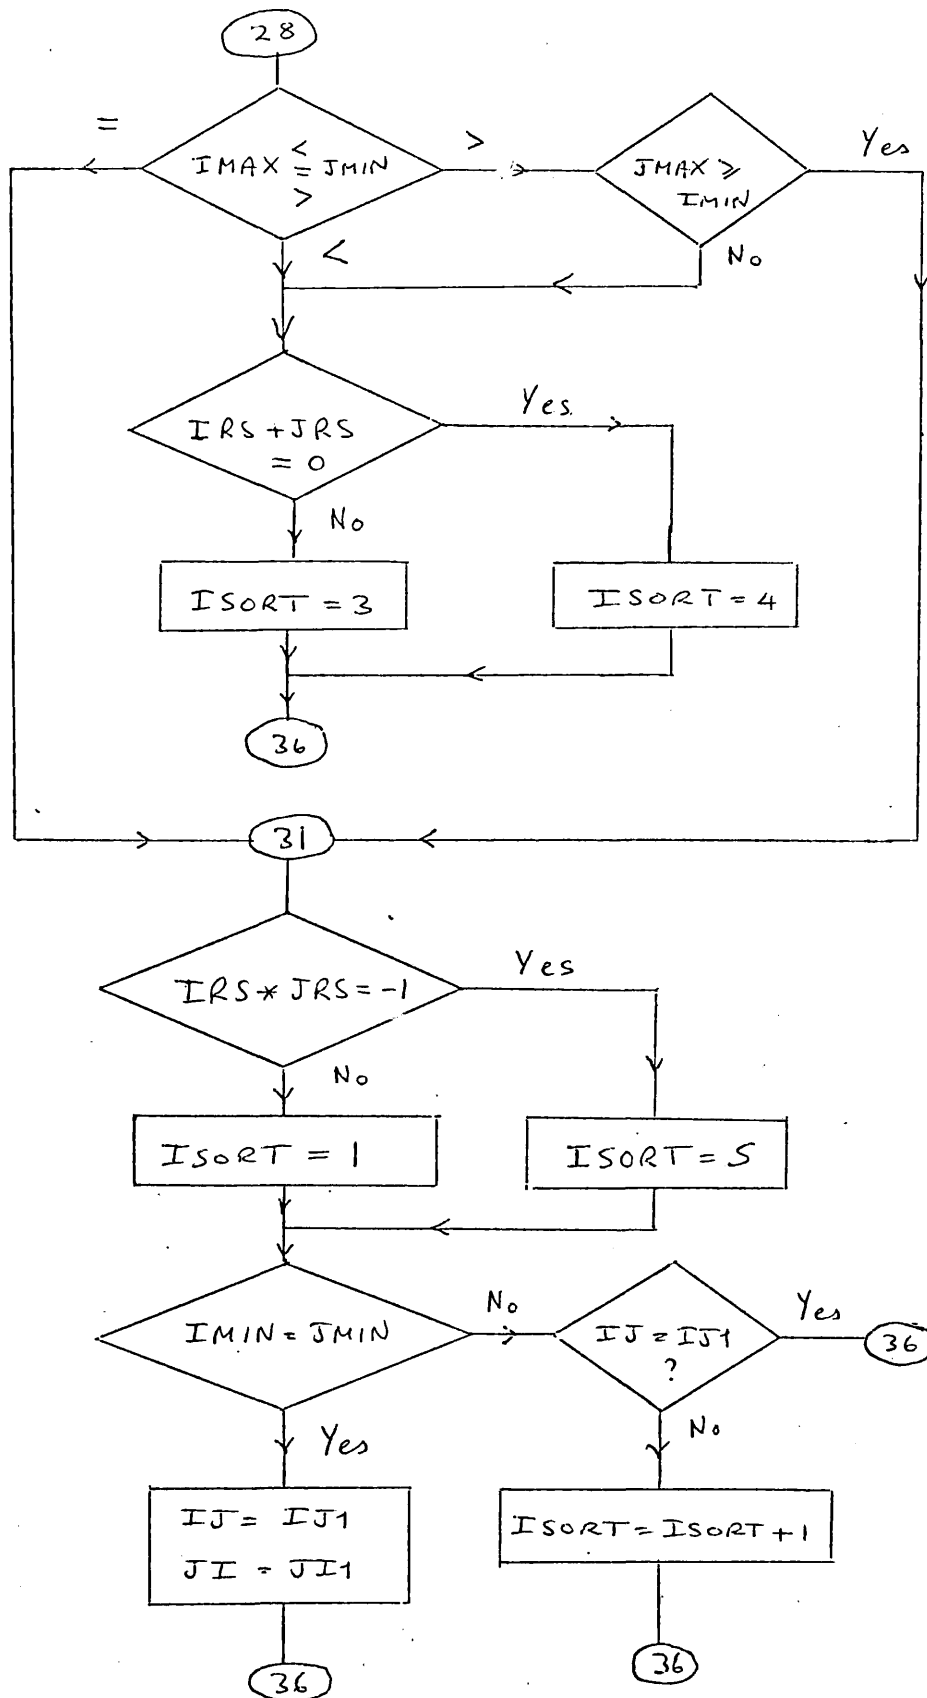 28
=
<
IMAX = JMIN
>
>
JMAX ⩾
IMIN
Yes
<
No
IRS + JRS
= 0
Yes
No
ISORT = 3
ISORT = 4
36
31
IRS * JRS = -1
Yes
No
ISORT = 1
ISORT = 5
IMIN = JMIN
No
IJ = IJ1
?
Yes
36
Yes
No
IJ = IJ1
JI = JI1
ISORT = ISORT + 1
36
36